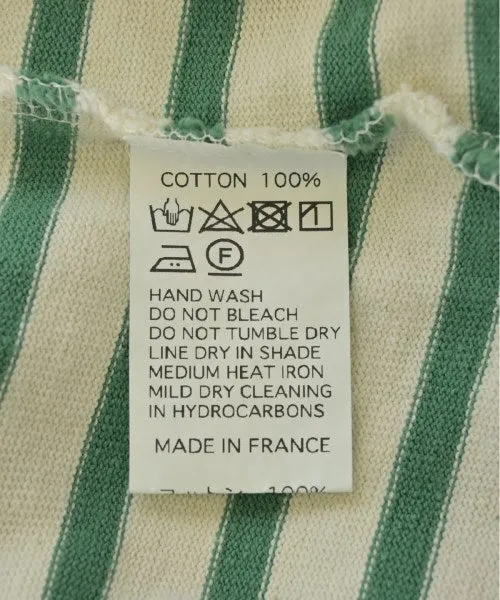 COTTON 100%
F
HAND WASH
DO NOT BLEACH
DO NOT TUMBLE DRY
LINE DRY IN SHADE
MEDIUM HEAT IRON
MILD DRY CLEANING
IN HYDROCARBONS
MADE IN FRANCE
100%